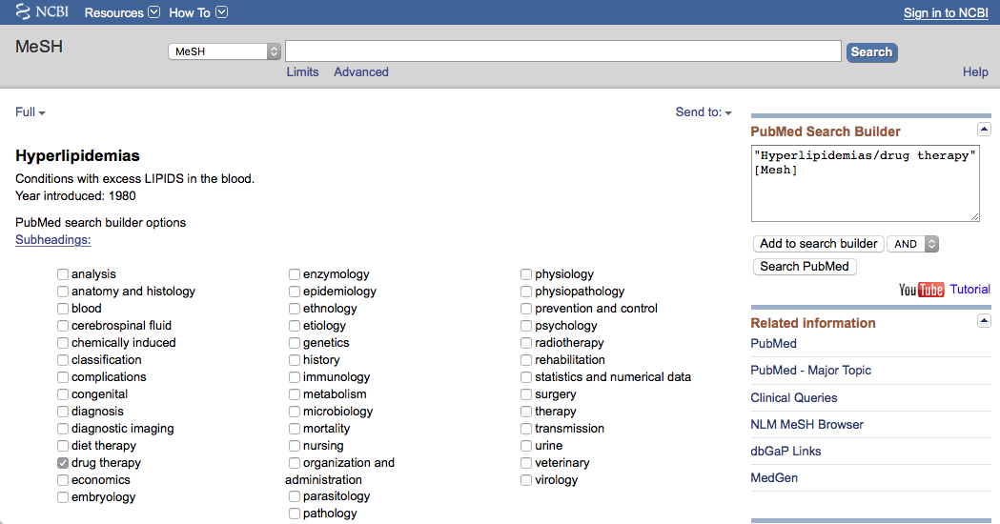 NCBI Resources How To Sign in to NCBI
MeSH MeSH Search
Limits Advanced Help
Full Send to:
Hyperlipidemias
Conditions with excess LIPIDS in the blood.
Year introduced: 1980
PubMed search builder options
Subheadings:
analysis
anatomy and histology
blood
cerebrospinal fluid
chemically induced
classification
complications
congenital
diagnosis
diagnostic imaging
diet therapy
drug therapy
economics
embryology
enzymology
epidemiology
ethnology
etiology
genetics
history
immunology
metabolism
microbiology
mortality
nursing
organization and
administration
parasitology
pathology
physiology
physiopathology
prevention and control
psychology
radiotherapy
rehabilitation
statistics and numerical data
surgery
therapy
transmission
urine
veterinary
virology
PubMed Search Builder
"Hyperlipidemias/drug therapy"
[Mesh]
Add to search builder AND
Search PubMed
YouTube Tutorial
Related information
PubMed
PubMed - Major Topic
Clinical Queries
NLM MeSH Browser
dbGaP Links
MedGen